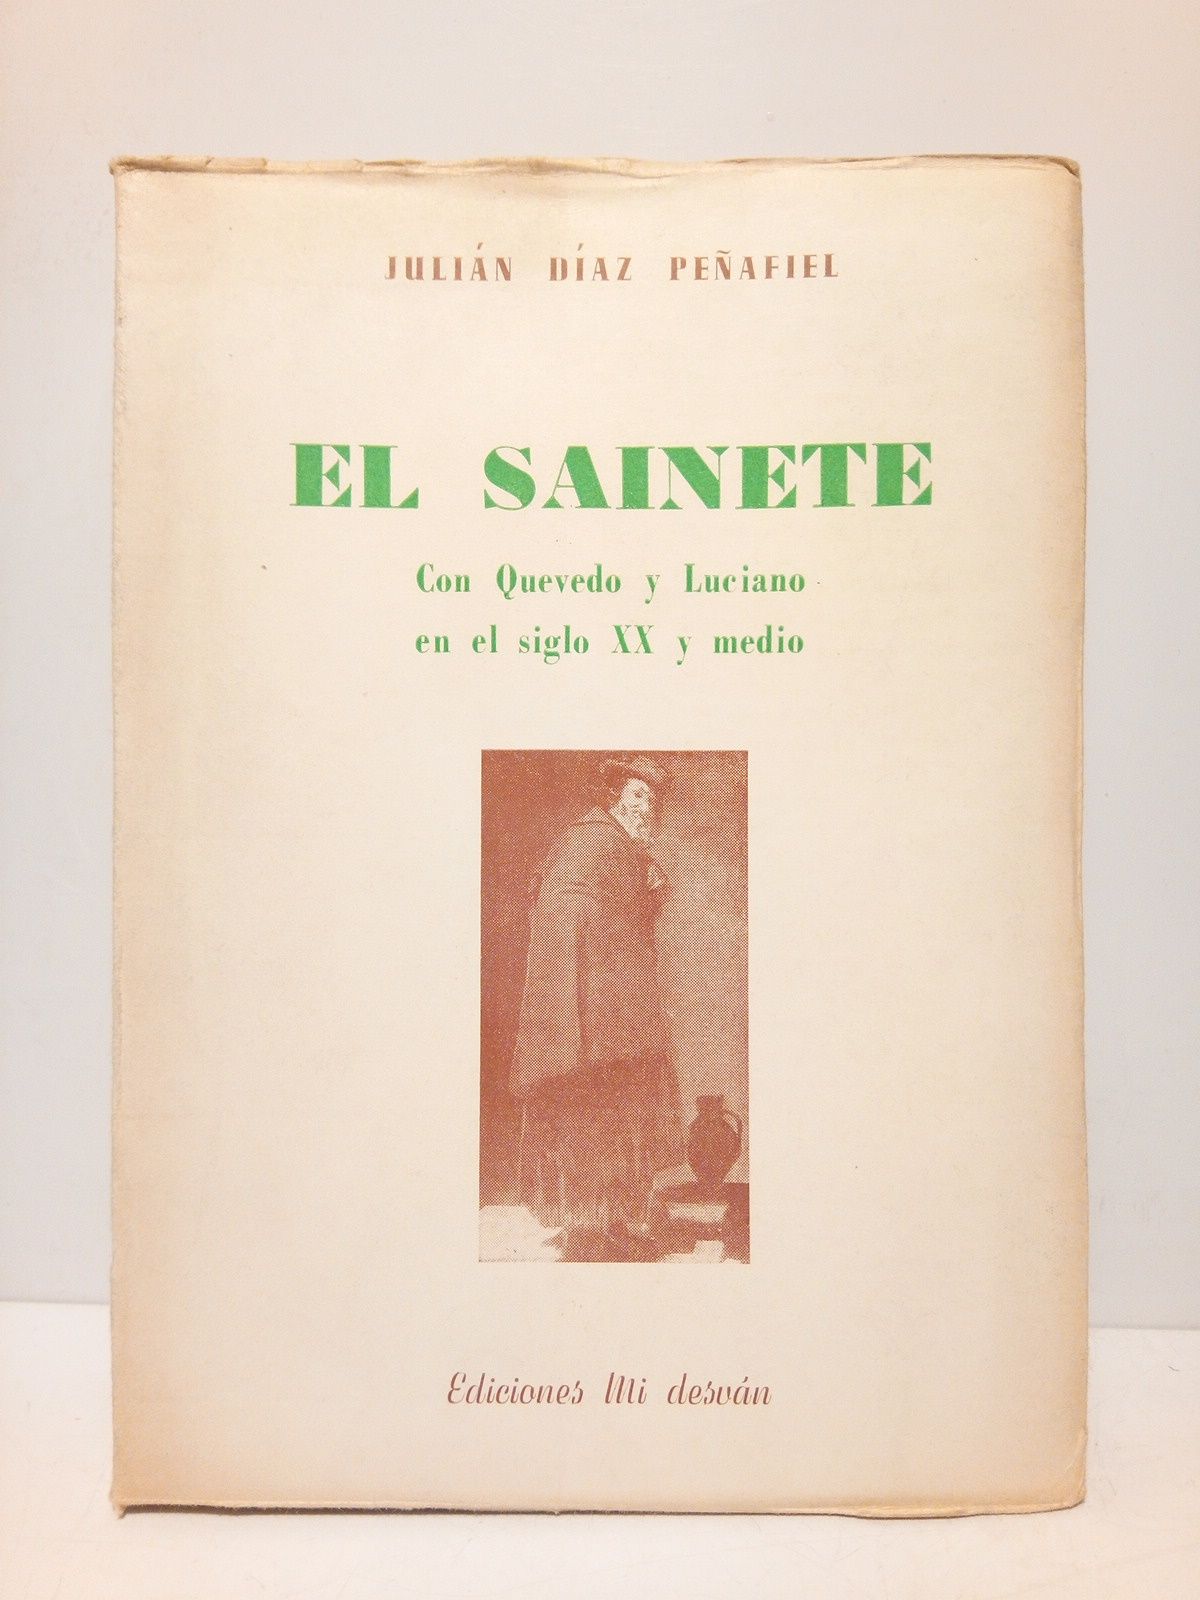 JULIÁN DÍAZ PEÑAFIEL
EL SAINETE
Con Quevedo y Luciano
en el siglo XX y medio
Ediciones Mi desván